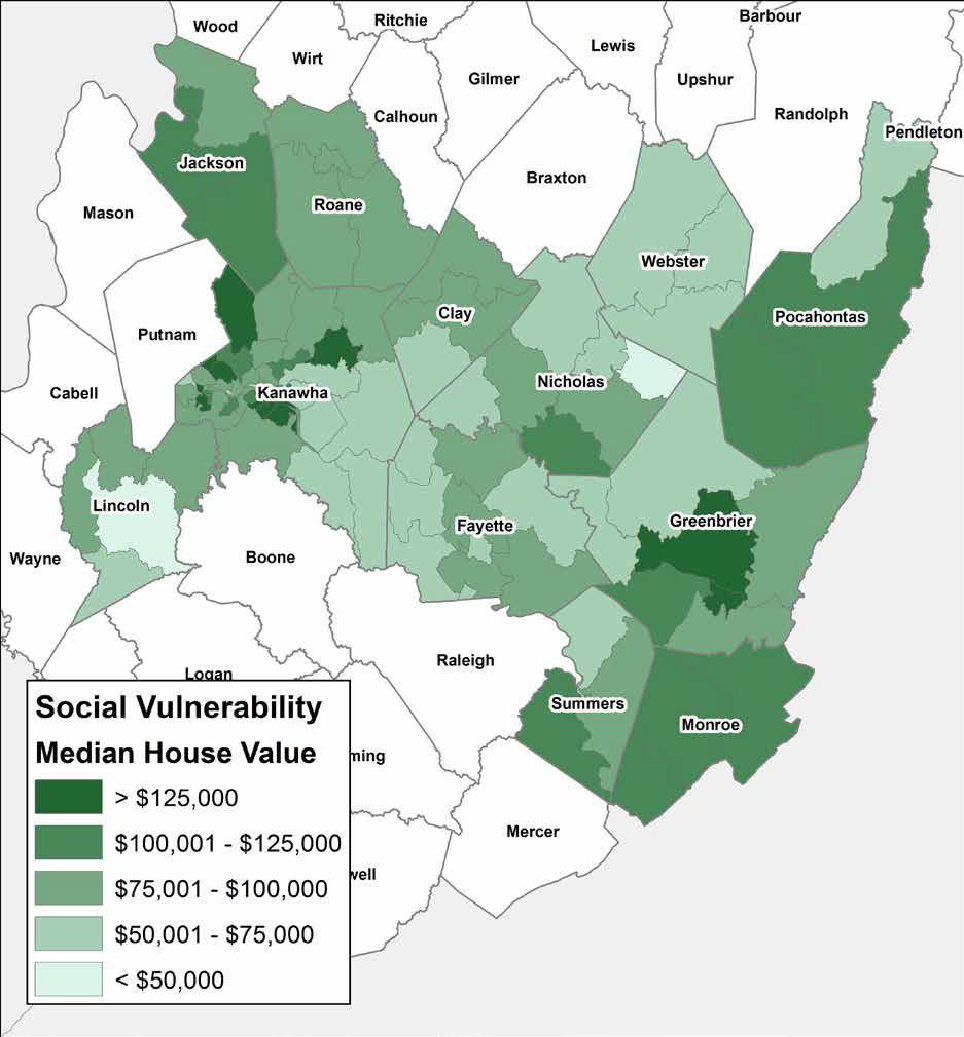 Wood
Ritchie
Barbour
Wirt
Lewis
Gilmer
Upshur
Calhoun
Randolph
Pendleton
Jackson
Braxton
Roane
Mason
Webster
Clay
Pocahontas
Putnam
Nicholas
Cabell
Kanawha
Lincoln
Greenbrier
Fayette
Wayne
Boone
Raleigh
Logan
Summers
Monroe
ming
Mercer
well
Social Vulnerability
Median House Value
> $125,000
$100,001 - $125,000
$75,001 - $100,000
$50,001 - $75,000
< $50,000